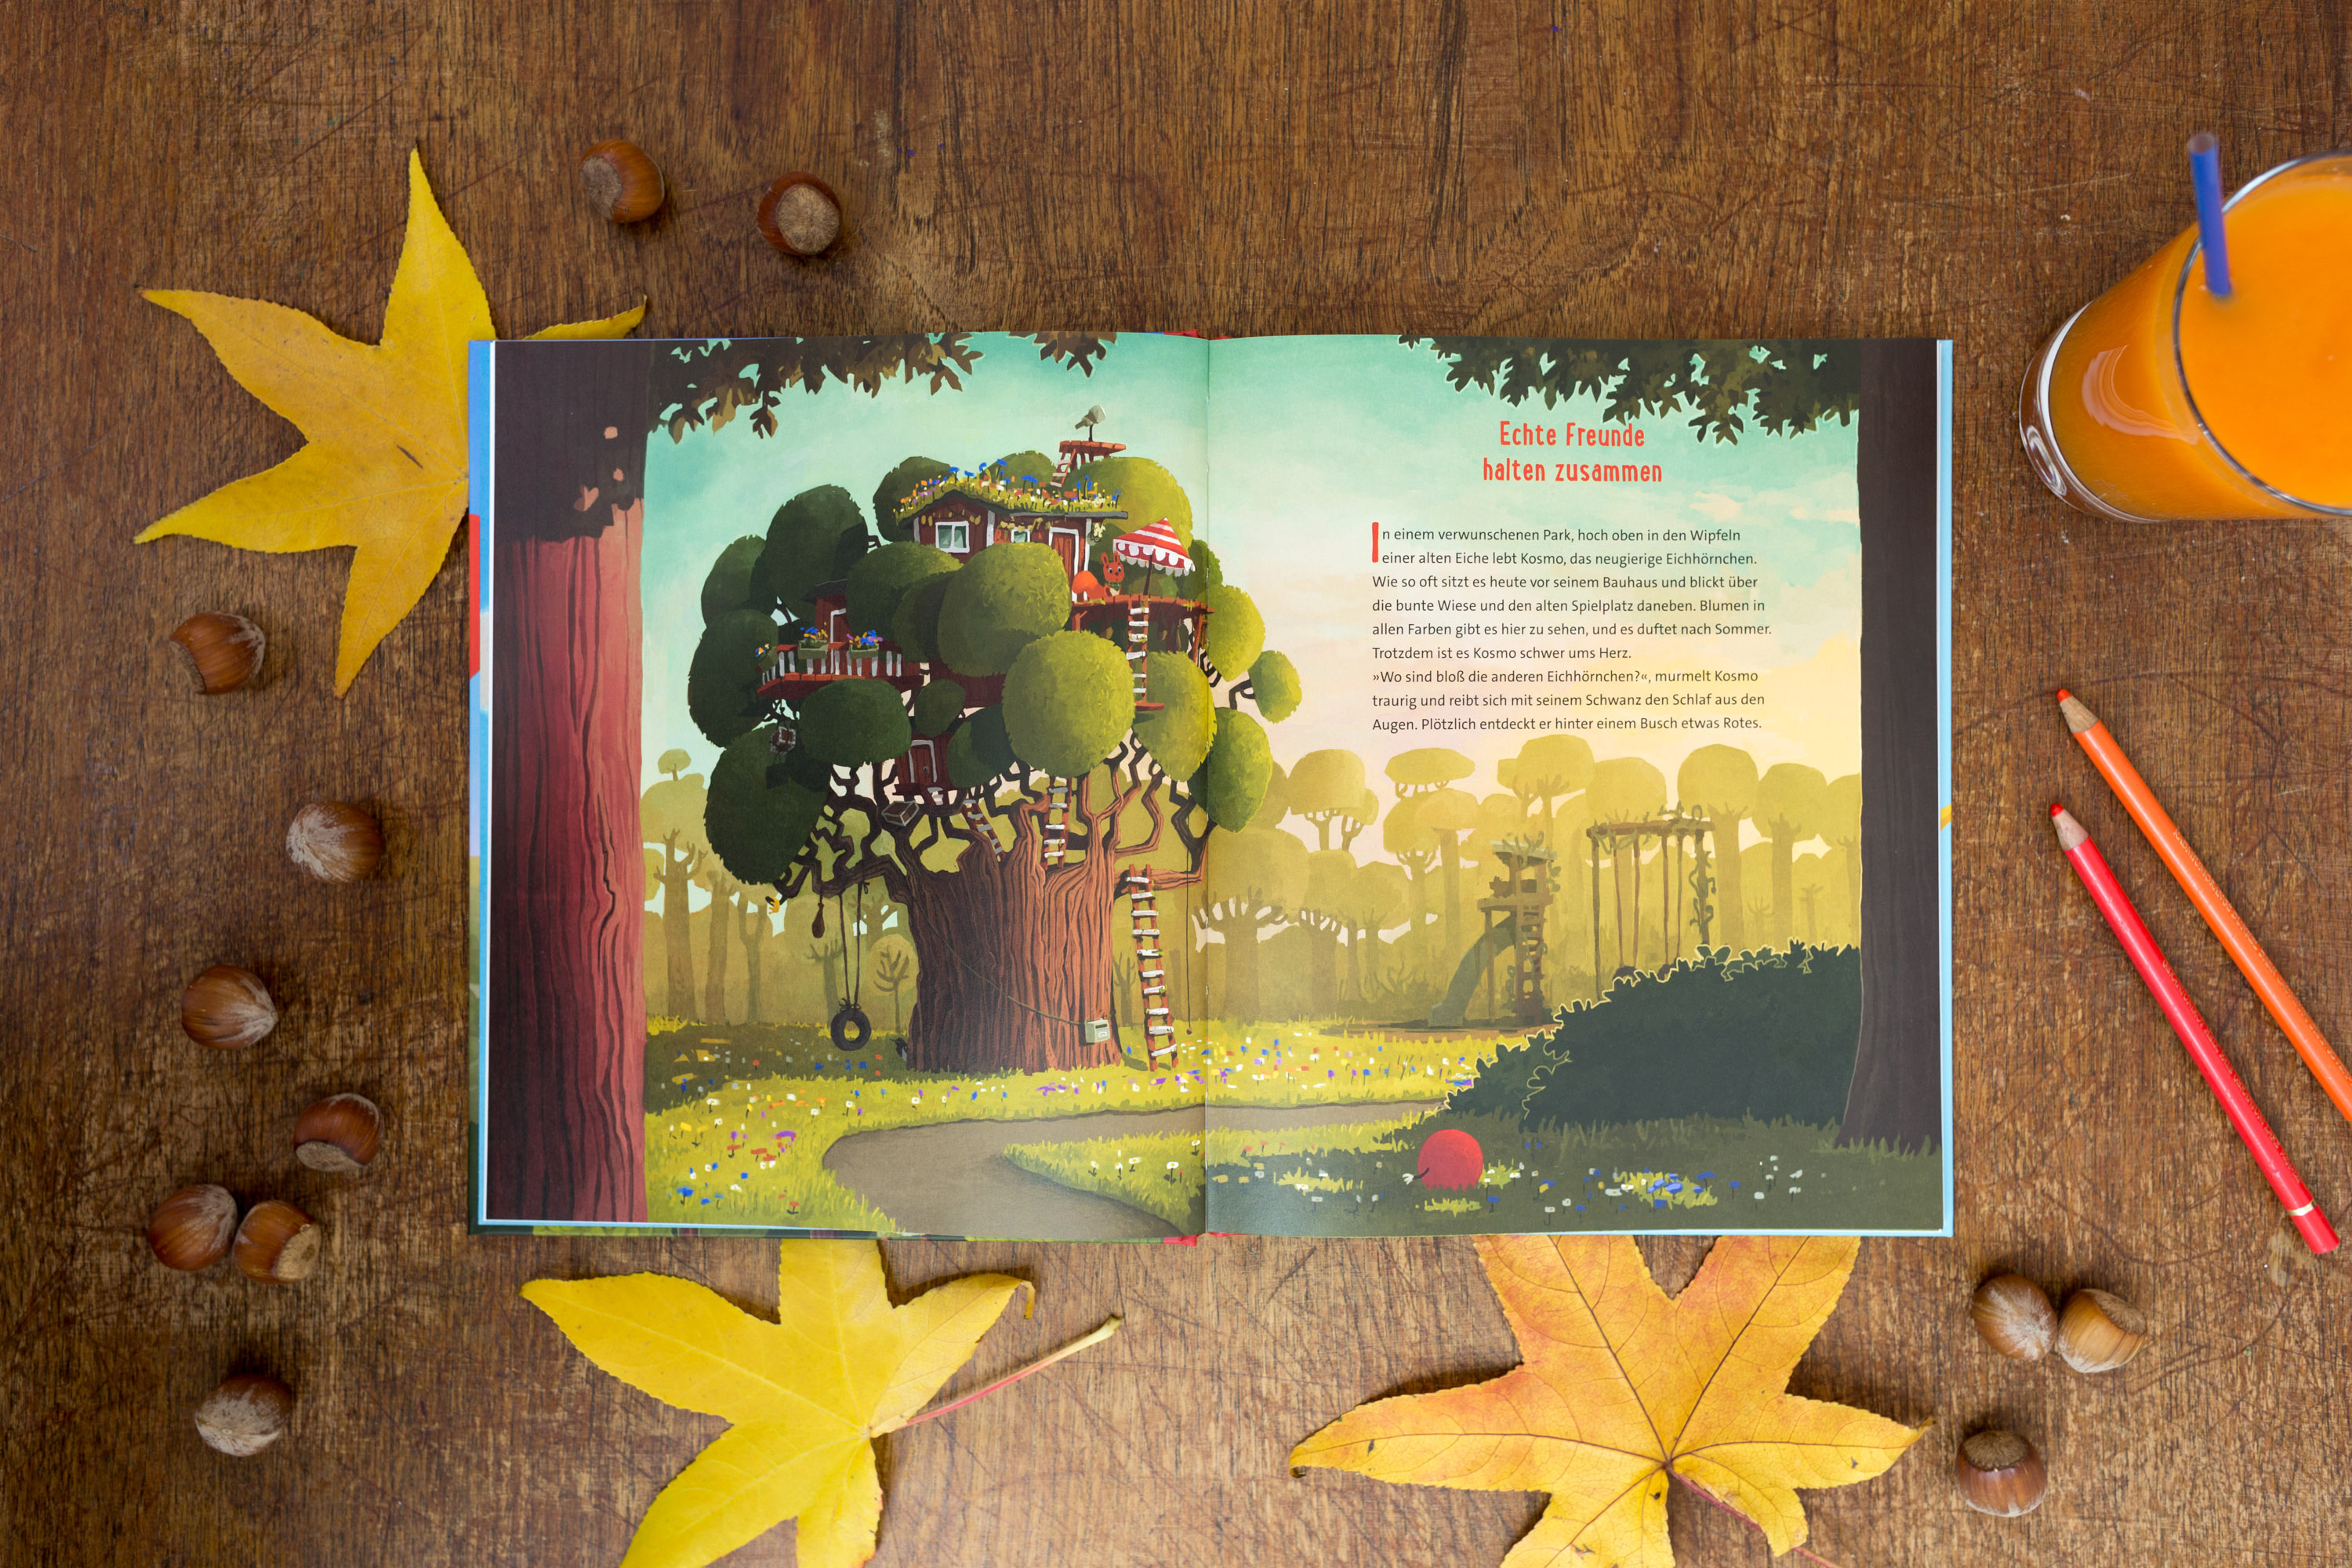 Echte Freunde
halten zusammen
In einem verwunschenen Park, hoch oben in den Wipfeln
einer alten Eiche lebt Kosmo, das neugierige Eichhörnchen.
Wie so oft sitzt es heute vor seinem Bauhaus und blickt über
die bunte Wiese und den alten Spielplatz daneben. Blumen in
allen Farben gibt es hier zu sehen, und es duftet nach Sommer.
Trotzdem ist es Kosmo schwer ums Herz.
»Wo sind bloß die anderen Eichhörnchen?«, murmelt Kosmo
traurig und reibt sich mit seinem Schwanz den Schlaf aus den
Augen. Plötzlich entdeckt er hinter einem Busch etwas Rotes.